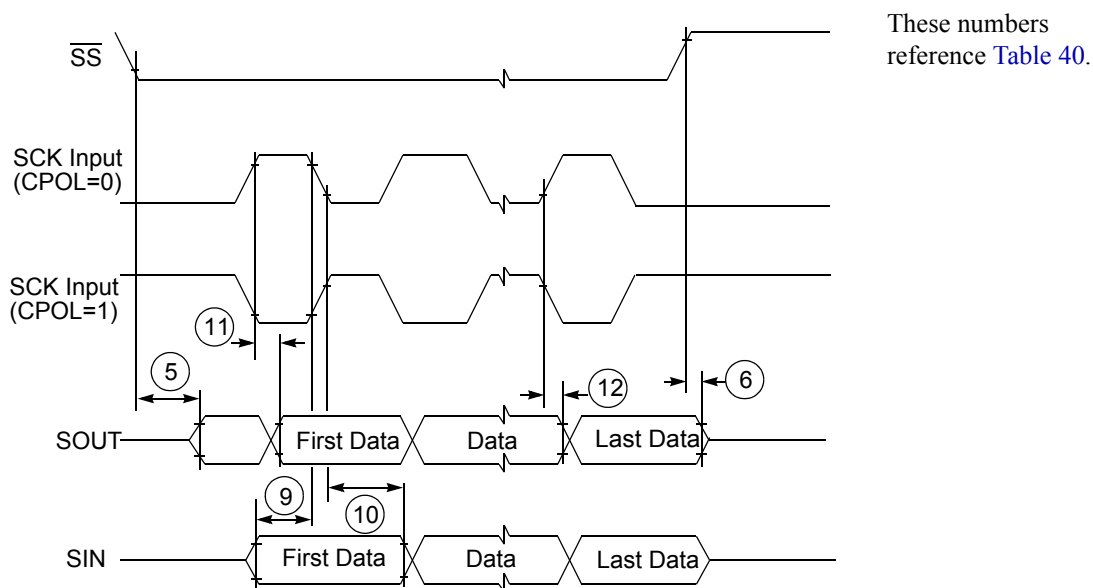 These numbers
reference Table 40.
SS
SCK Input
(CPOL=0)
SCK Input
(CPOL=1)
11
5
12
6
SOUT
First Data
Data
Last Data
9
10
SIN
First Data
Data
Last Data